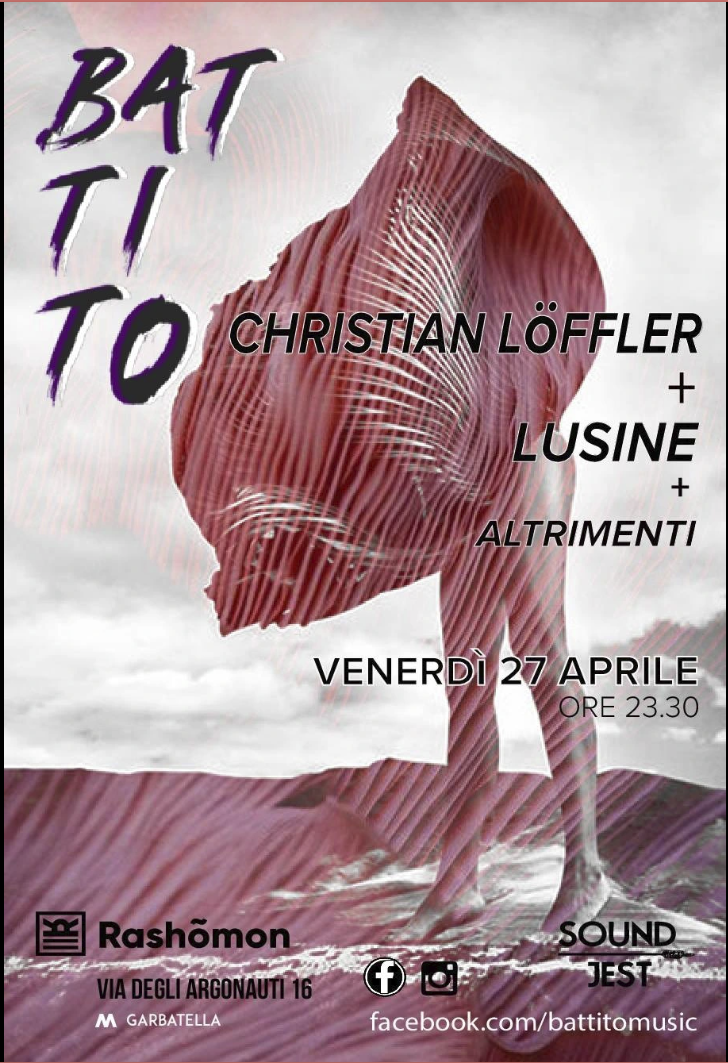 BAT
TI
TO
CHRISTIAN LÖFFLER
+
LUSINE
+
ALTRIMENTI
VENERDÌ 27 APRILE
ORE 23.30
Rashõmon
VIA DEGLI ARGONAUTI 16
M GARBATELLA
SOUND
JEST
facebook.com/battitomusic